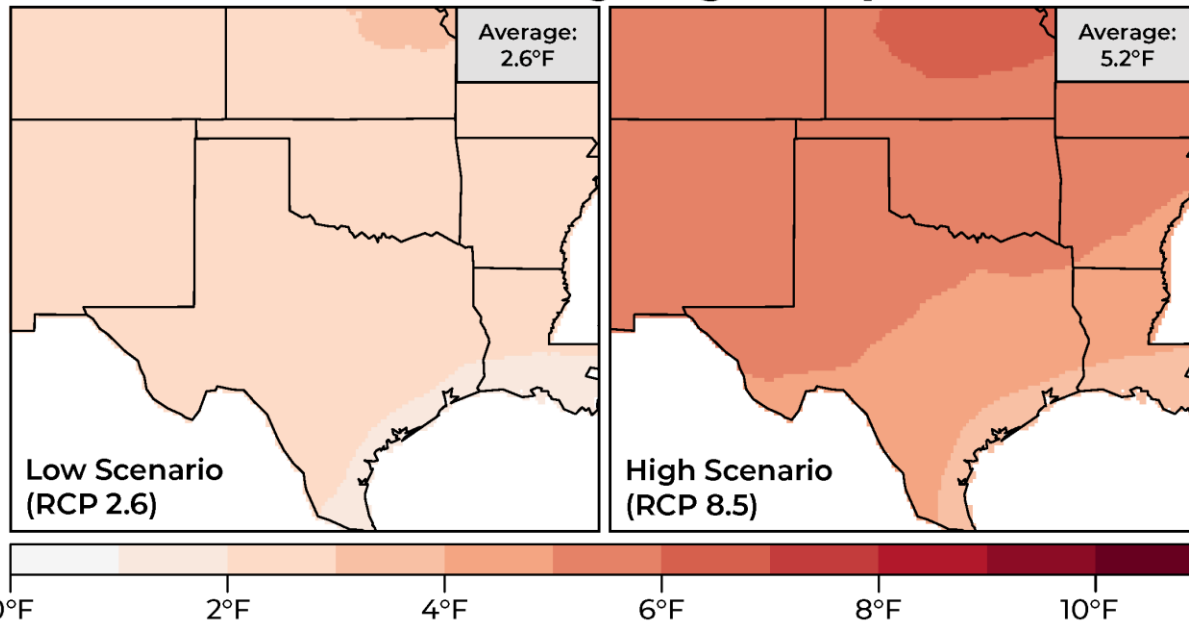 Average:
2.6°F
Average:
5.2°F
Low Scenario
(RCP 2.6)
High Scenario
(RCP 8.5)
0°F 2°F 4°F 6°F 8°F 10°F